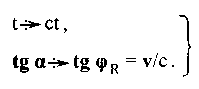 t ➔ ct ,
tg α ➔ tg φ_R = v/c .